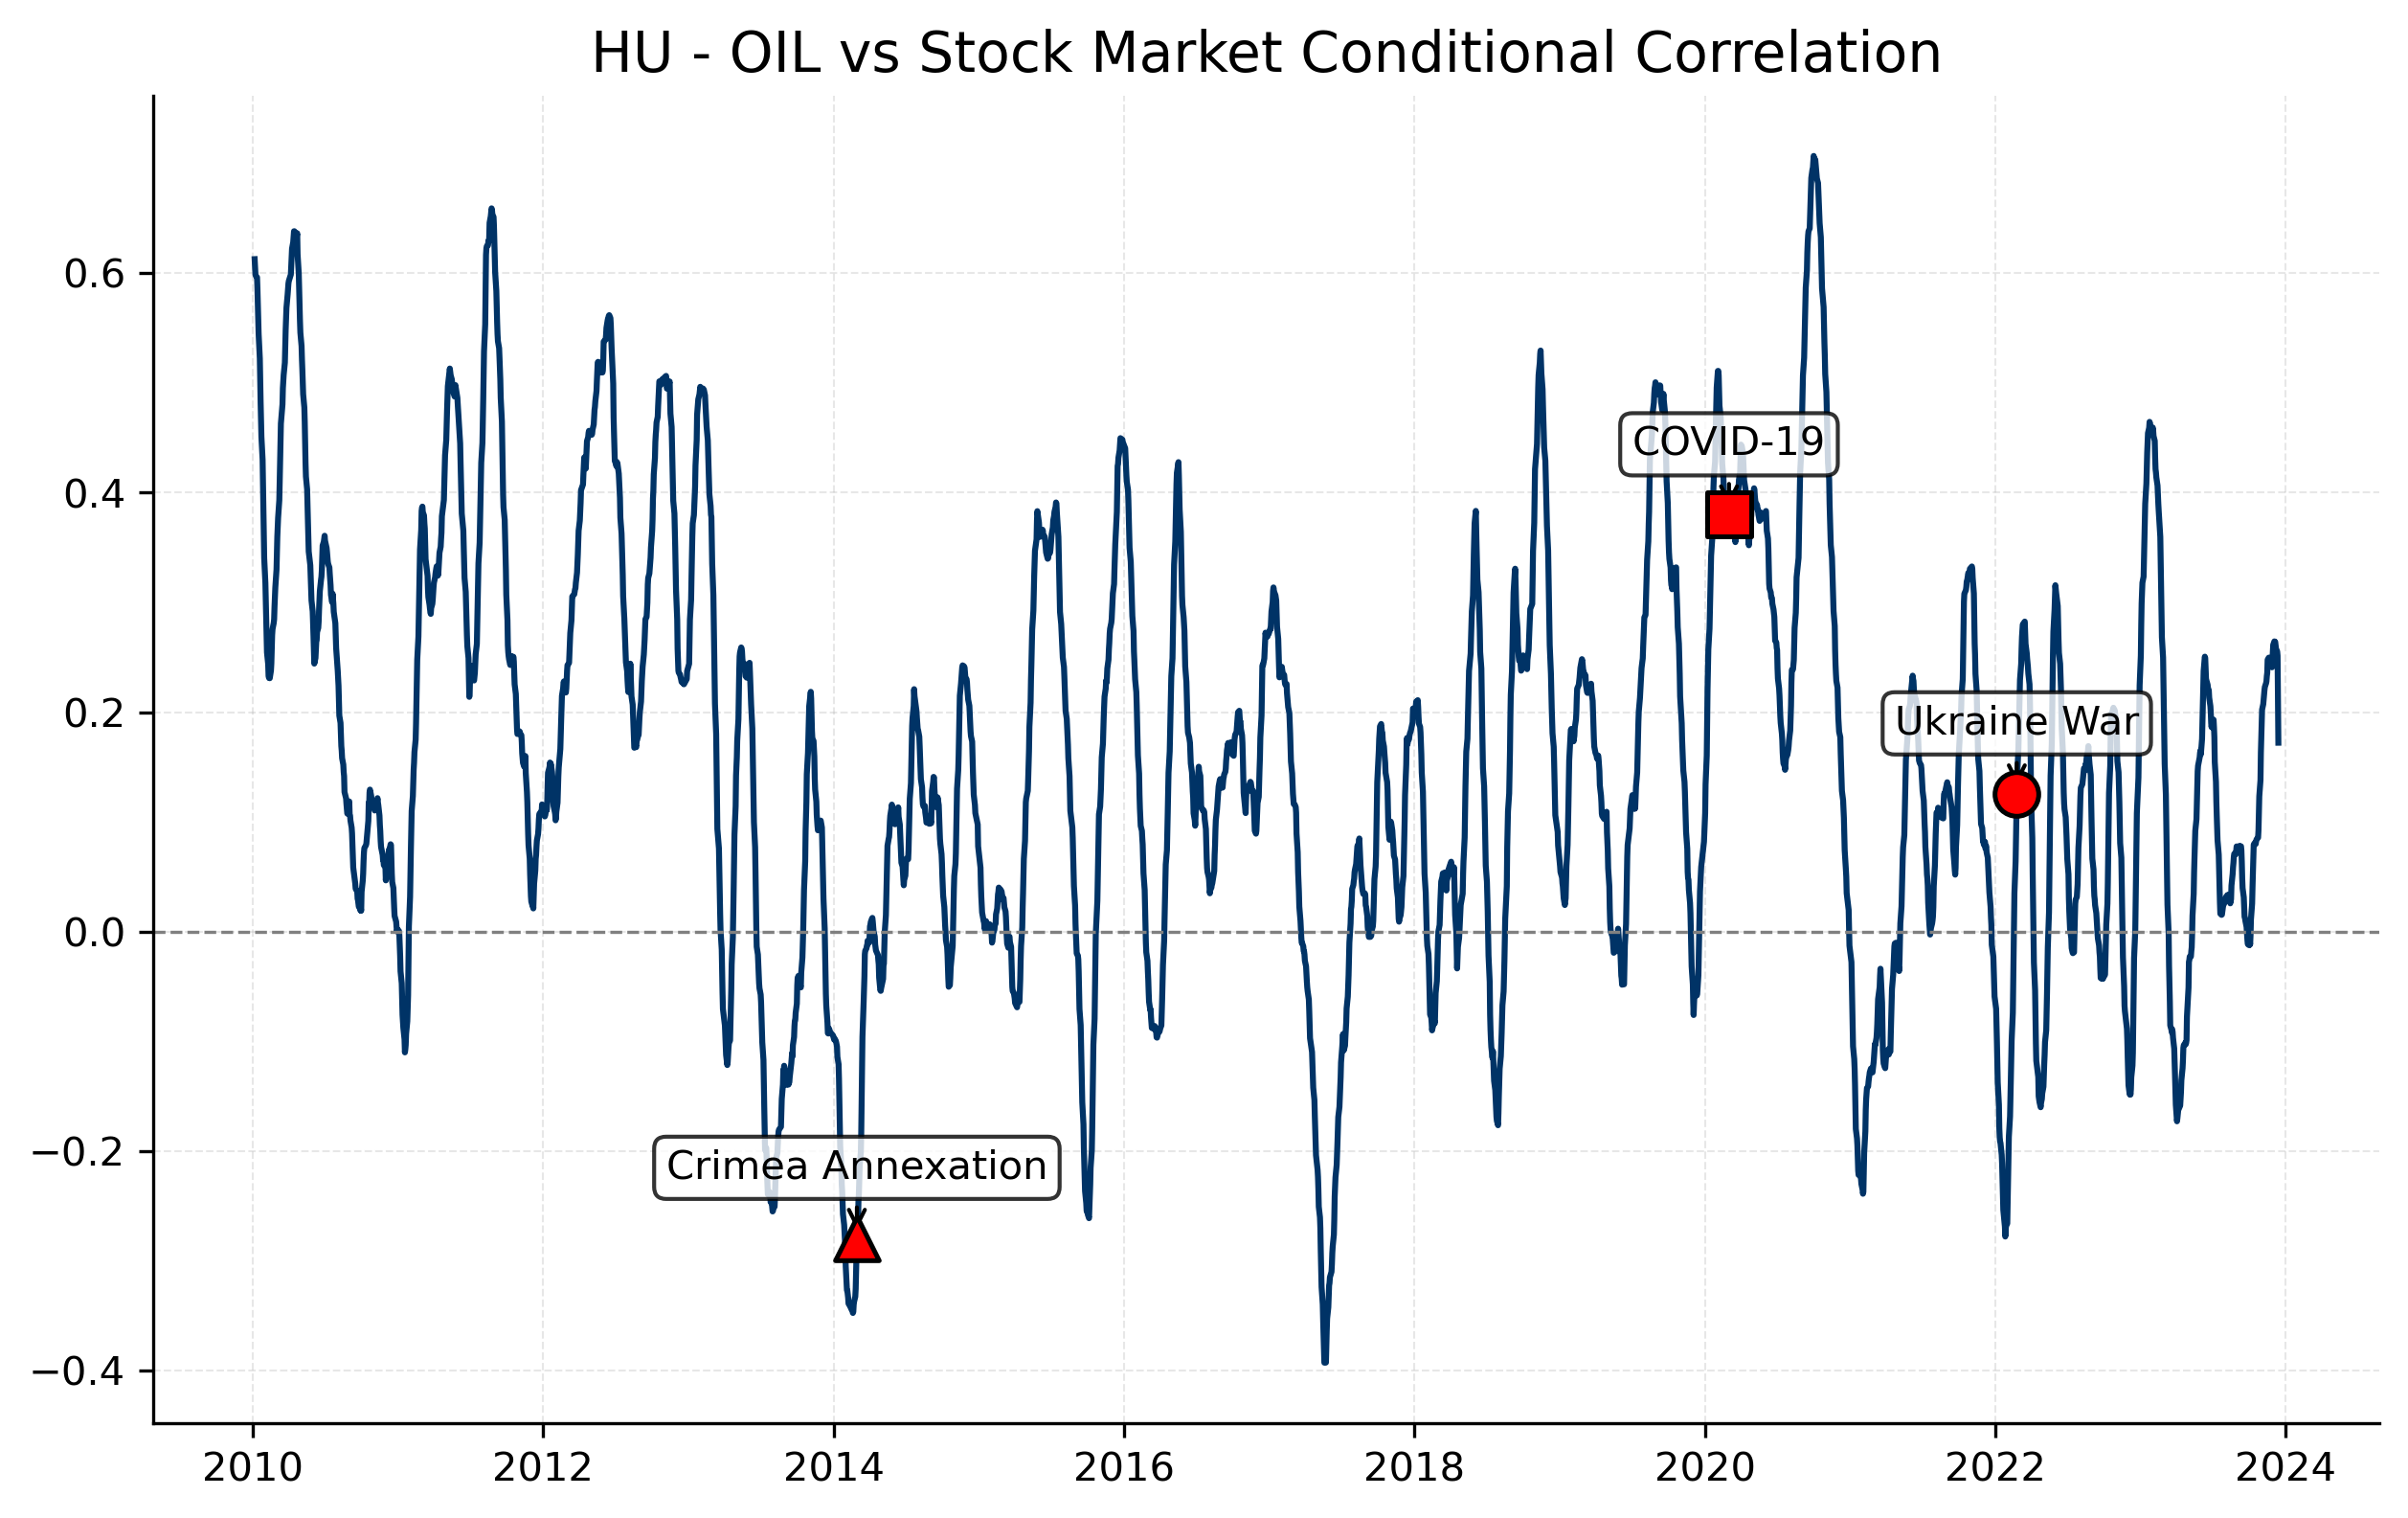 HU - OIL vs Stock Market Conditional Correlation
0.6
0.4
0.2
0.0
−0.2
−0.4
COVID-19
Ukraine War
Crimea Annexation
2010 2012 2014 2016 2018 2020 2022 2024